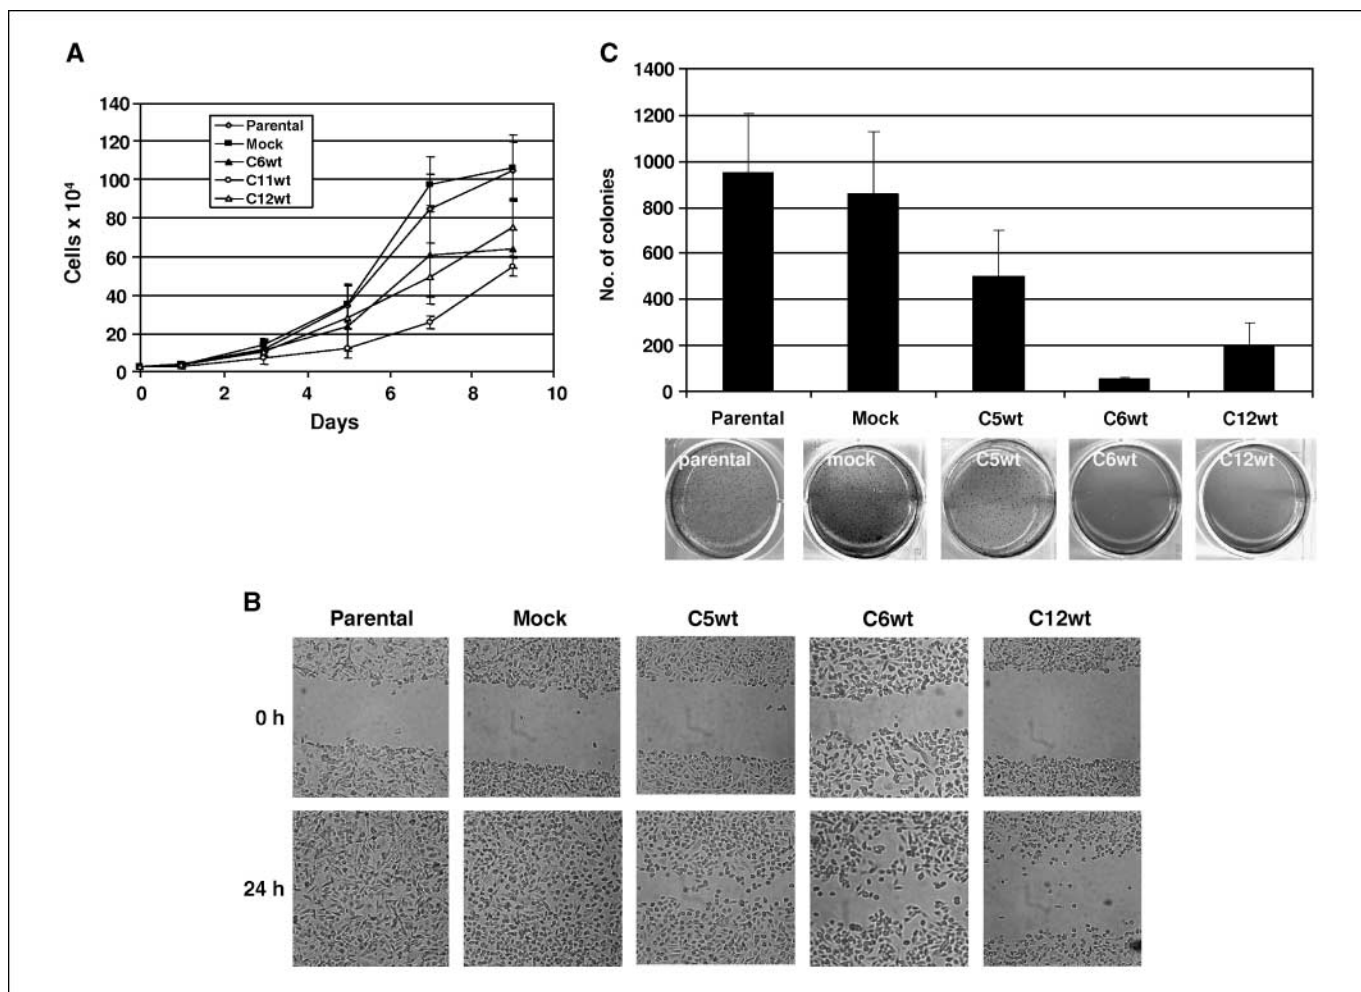 A
140
120
100
80
60
40
20
0
Cells x 10⁴
Parental
Mock
C6wt
C11wt
C12wt
0 2 4 6 8 10
Days
C
1400
1200
1000
800
600
400
200
0
No. of colonies
Parental Mock C5wt C6wt C12wt
parental mock C5wt C6wt C12wt
B
Parental Mock C5wt C6wt C12wt
0 h
24 h